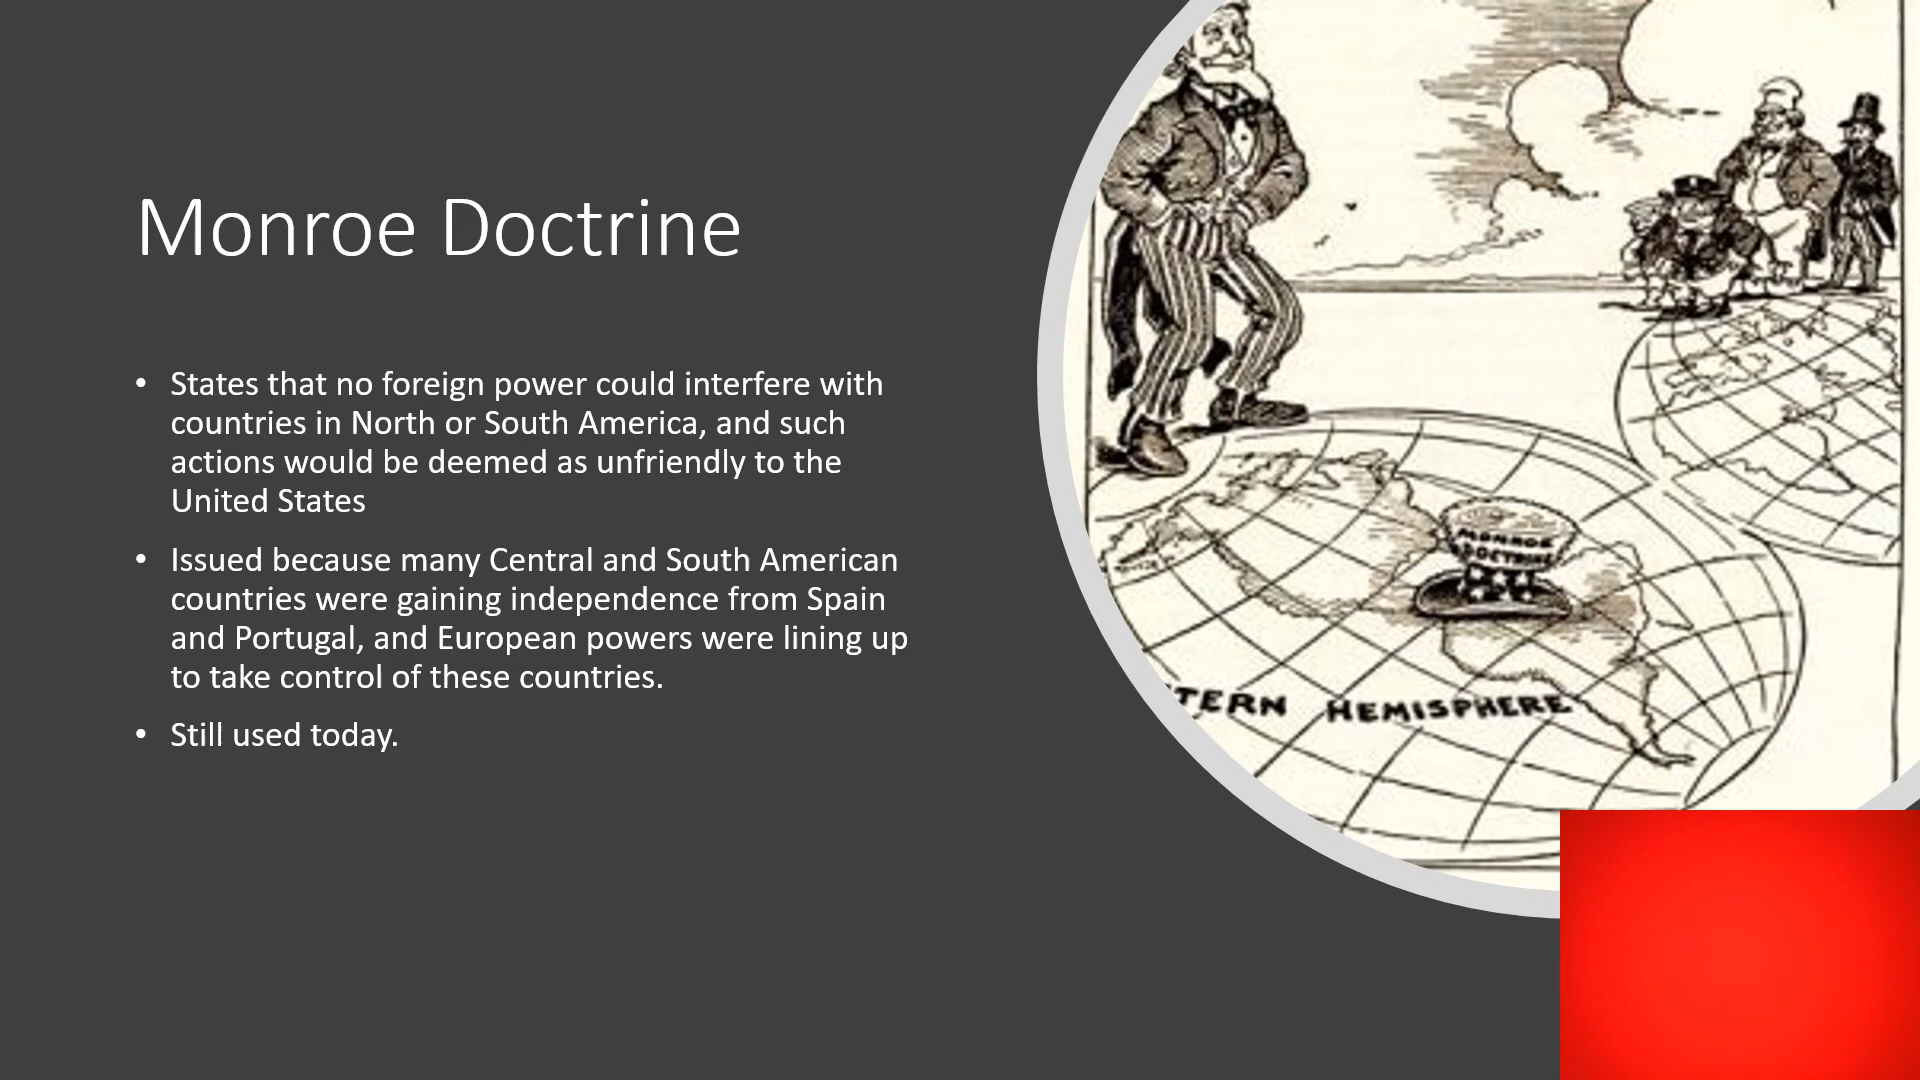 Monroe Doctrine
• States that no foreign power could interfere with
countries in North or South America, and such
actions would be deemed as unfriendly to the
United States
• Issued because many Central and South American
countries were gaining independence from Spain
and Portugal, and European powers were lining up
to take control of these countries.
• Still used today.
MONROE
DOCTRINE
TERN HEMISPHERE